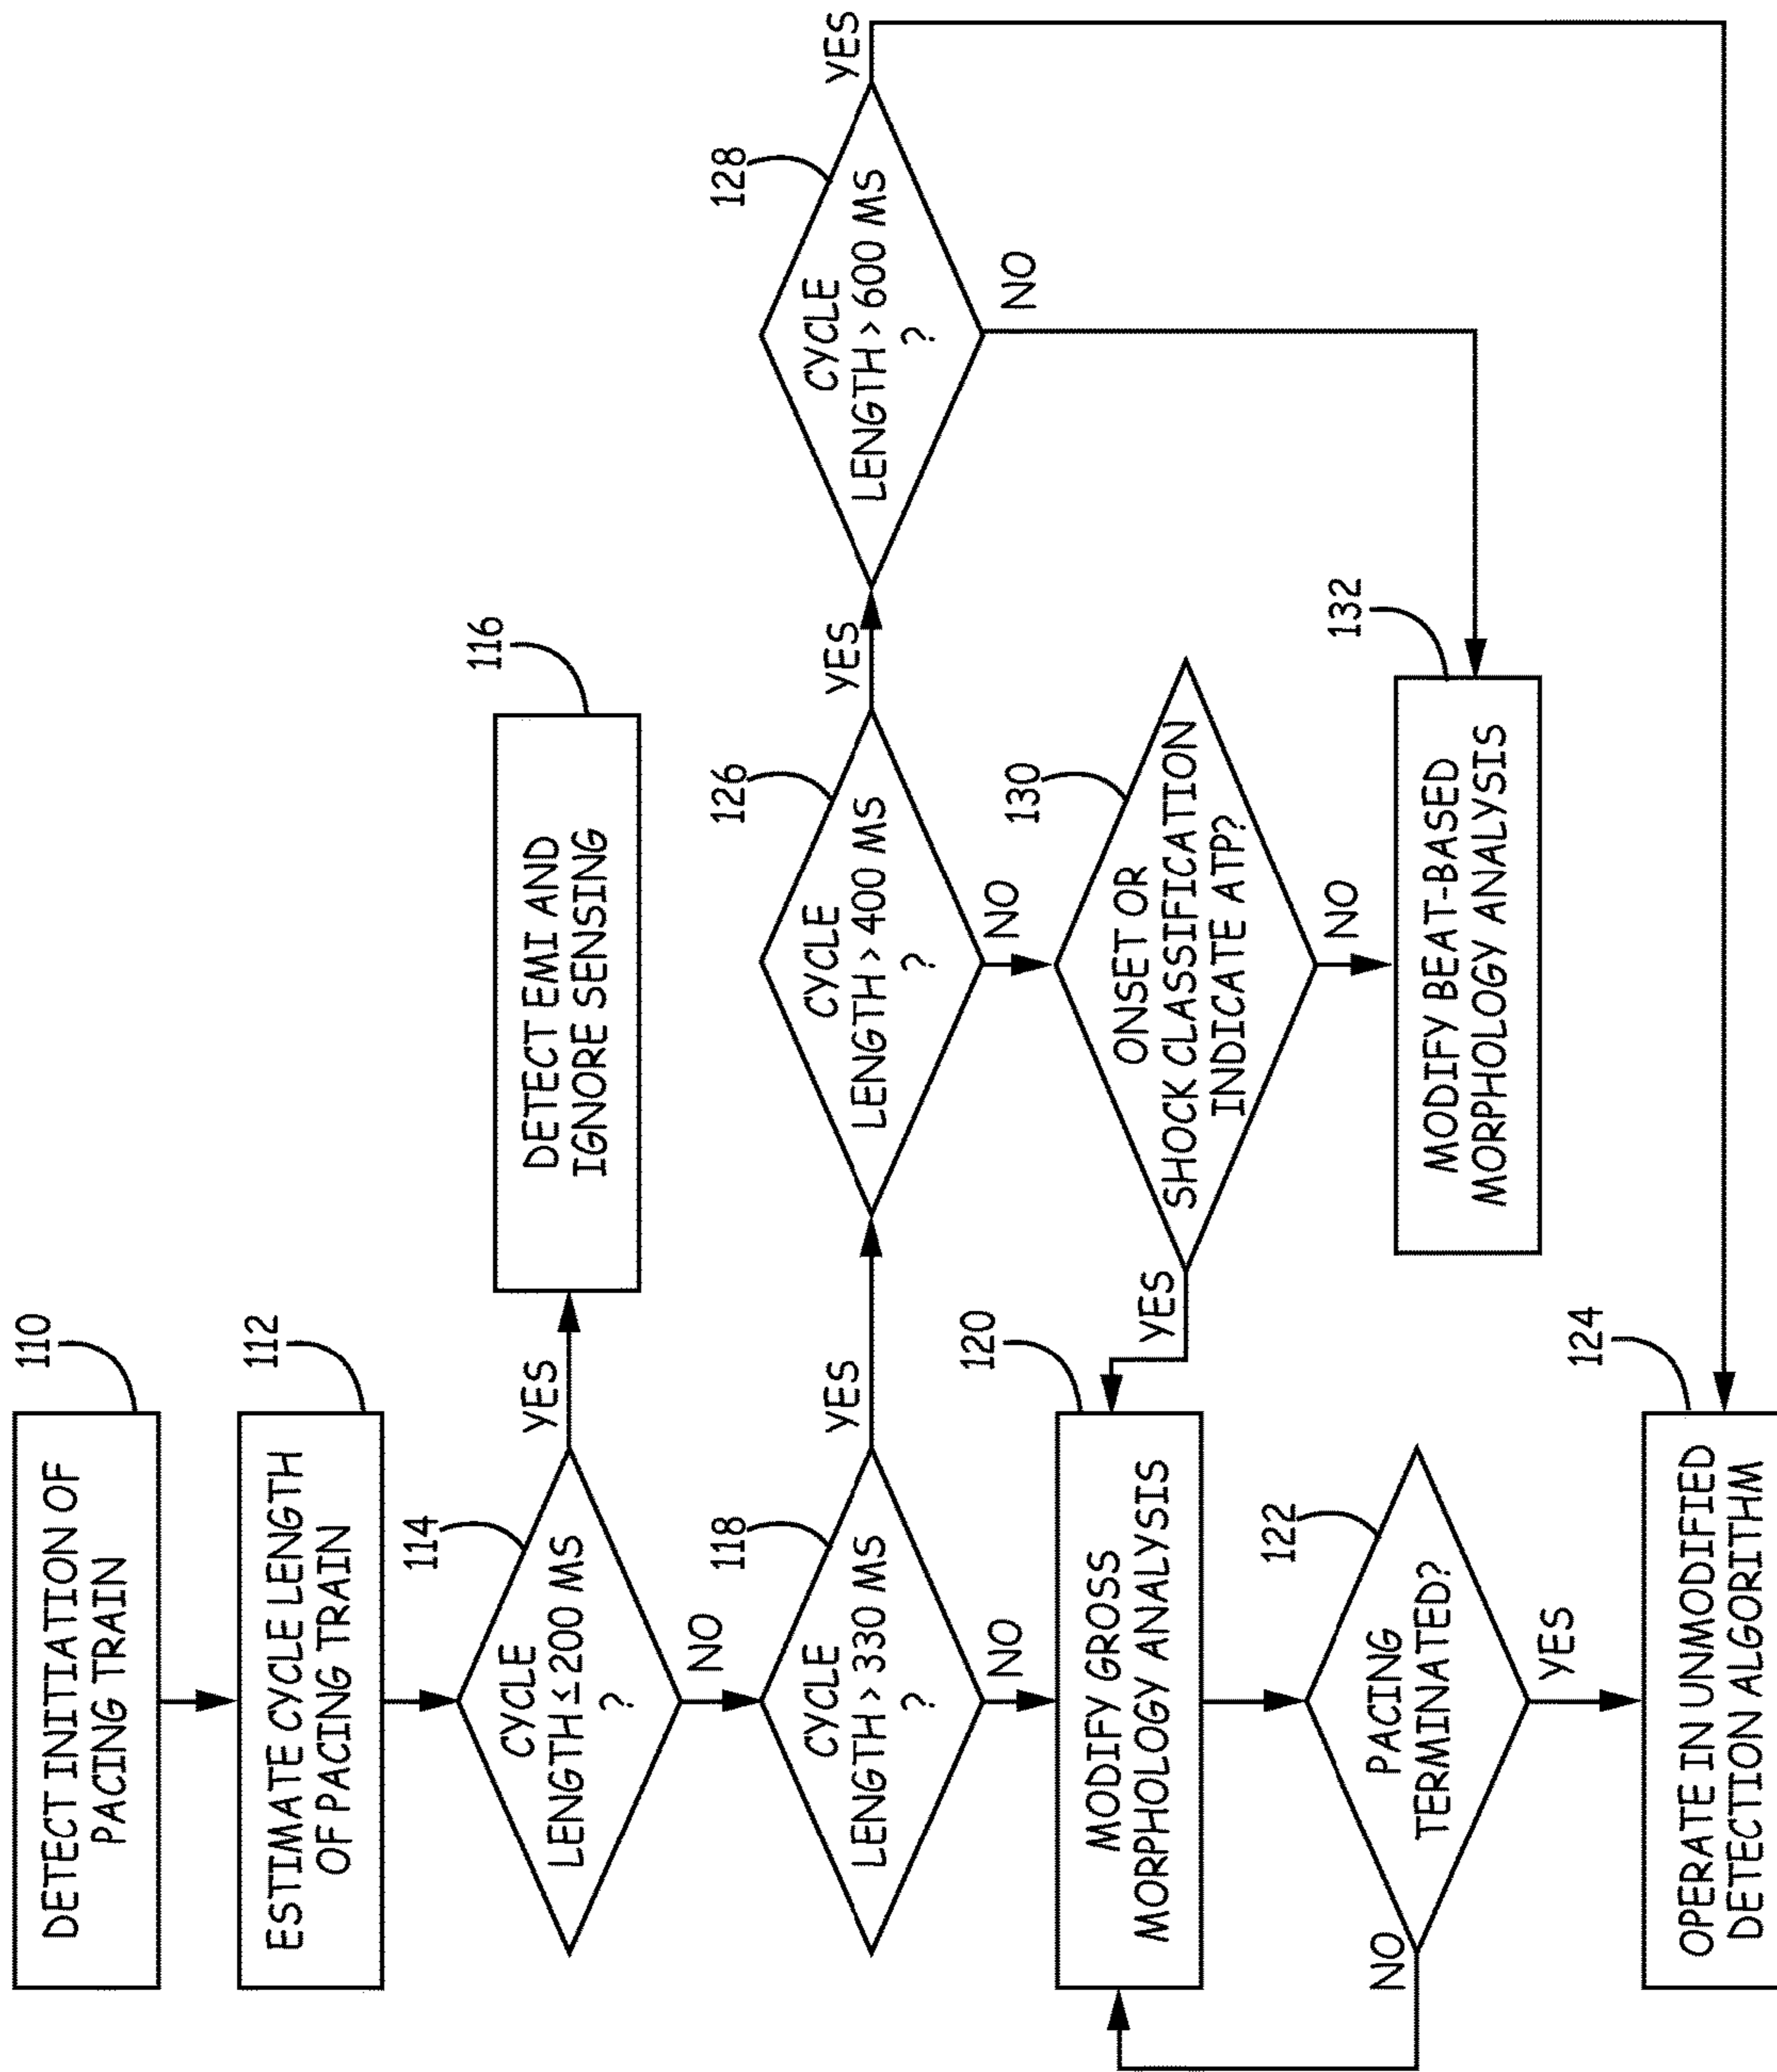 DETECT INITIATION OF
PACING TRAIN
110
ESTIMATE CYCLE LENGTH
OF PACING TRAIN
112
CYCLE
LENGTH ≤ 200 MS
?
114
YES
NO
DETECT EMI AND
IGNORE SENSING
116
CYCLE
LENGTH > 330 MS
?
118
YES
NO
CYCLE
LENGTH > 400 MS
?
126
YES
NO
CYCLE
LENGTH > 600 MS
?
128
YES
NO
MODIFY GROSS
MORPHOLOGY ANALYSIS
120
YES
ONSET OR
SHOCK CLASSIFICATION
INDICATE ATP?
130
NO
PACING
TERMINATED?
122
NO
YES
MODIFY BEAT-BASED
MORPHOLOGY ANALYSIS
132
OPERATE IN UNMODIFIED
DETECTION ALGORITHM
124